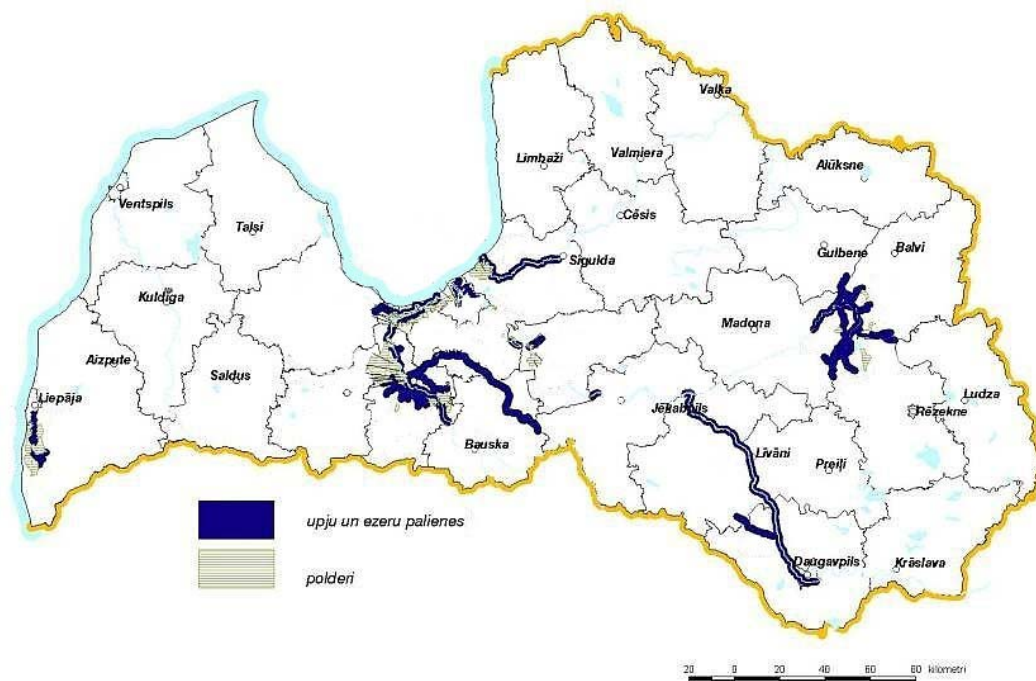 Valka
Limbaži
Valmiera
Alūksne
Ventspils
Talsi
Cēsis
Sigulda
Gulbene
Balvi
Kuldīga
Madona
Aizpute
Saldus
Liepāja
Jēkabpils
Rēzekne
Ludza
Bauska
Līvāni
Preiļi
Daugavpils
Krāslava
upju un ezeru palienes
polderi
20 0 20 40 60 80 kilometri